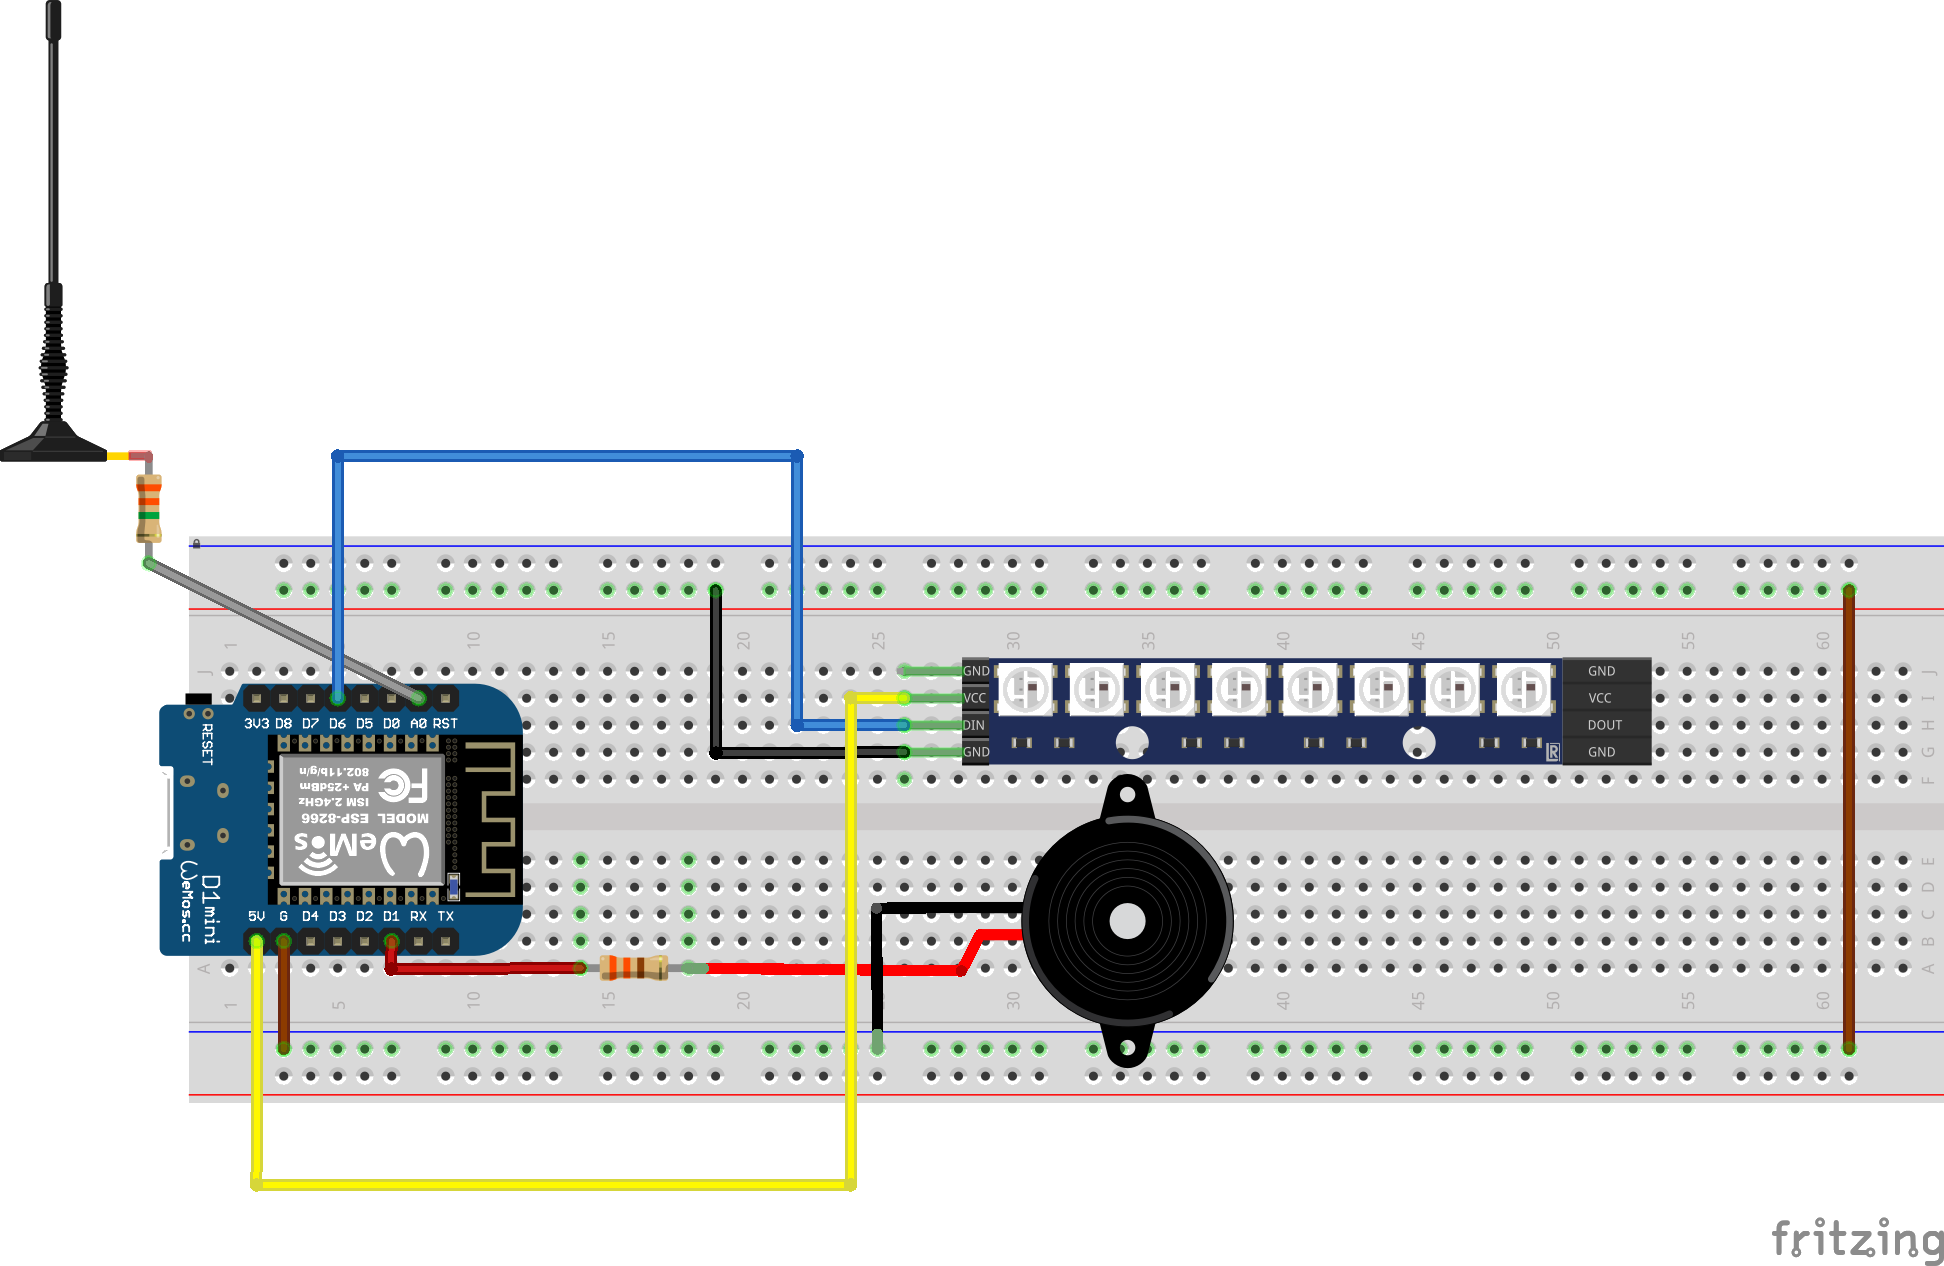 1 5 10 15 20 25 30 35 40 45 50 55 60
J
I
H
G
F
3V3 D8 D7 D6 D5 D0 A0 RST
RESET
802.11b/g/n
PA +25dBm
ISM 2.4GHz
FC
MODEL ESP-8266
WeMos
D1mini
WeMos.cc
5V G D4 D3 D2 D1 RX TX
GND
VCC
DIN
GND
R
GND
VCC
DOUT
GND
E
D
C
B
A
A
1 5 10 15 20 30 40 45 50 55 60
fritzing